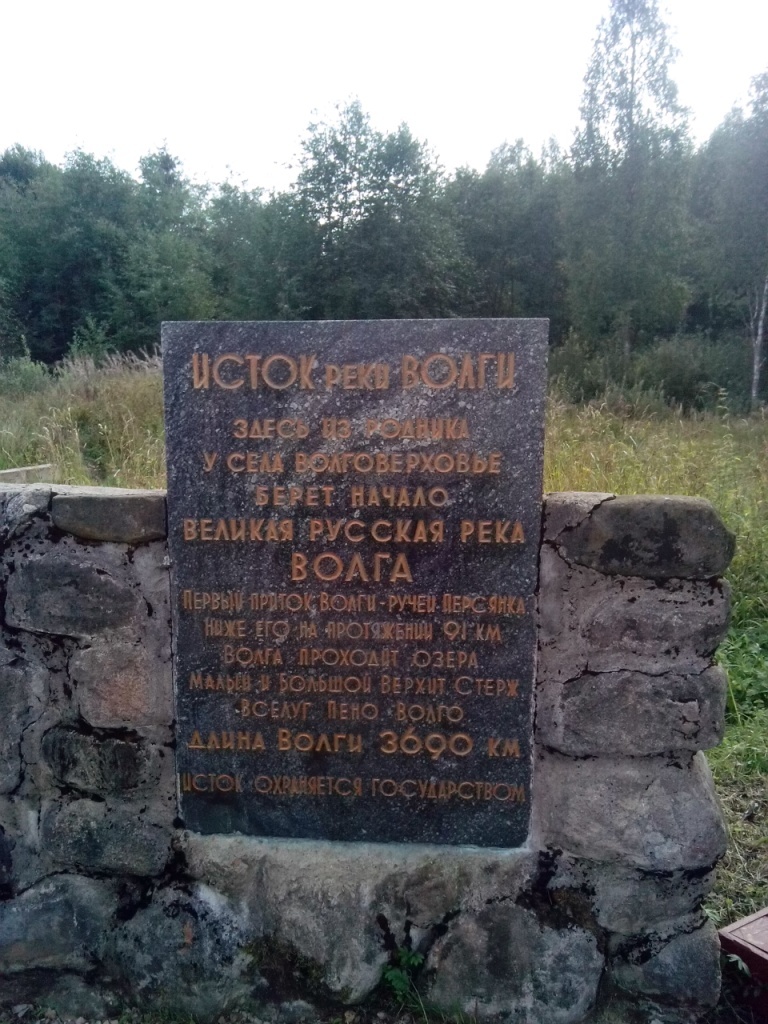 ИСТОК РЕКИ ВОЛГИ
ЗДЕСЬ ИЗ РОДНИКА
У СЕЛА ВОЛГОВЕРХОВЬЕ
БЕРЕТ НАЧАЛО
ВЕЛИКАЯ РУССКАЯ РЕКА
ВОЛГА
ПЕРВЫЙ ПРИТОК ВОЛГИ - РУЧЕЙ ПЕРСЯНКА
НИЖЕ ЕГО НА ПРОТЯЖЕНИИ 91 КМ
ВОЛГА ПРОХОДИТ ОЗЕРА
МАЛЫЙ И БОЛЬШОЙ ВЕРХИТ, СТЕРЖ
ВСЕЛУГ, ПЕНО, ВОЛГО
ДЛИНА ВОЛГИ 3690 КМ
ИСТОК ОХРАНЯЕТСЯ ГОСУДАРСТВОМ